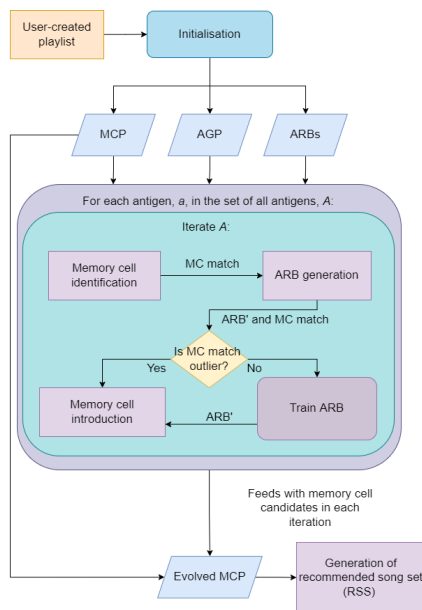 User-created
playlist
Initialisation
MCP
AGP
ARBs
For each antigen, a, in the set of all antigens, A:
Iterate A:
Memory cell
identification
MC match
ARB generation
ARB' and MC match
Is MC match
outlier?
Yes
No
Memory cell
introduction
ARB'
Train ARB
Feeds with memory cell
candidates in each
iteration
Evolved MCP
Generation of
recommended song set
(RSS)